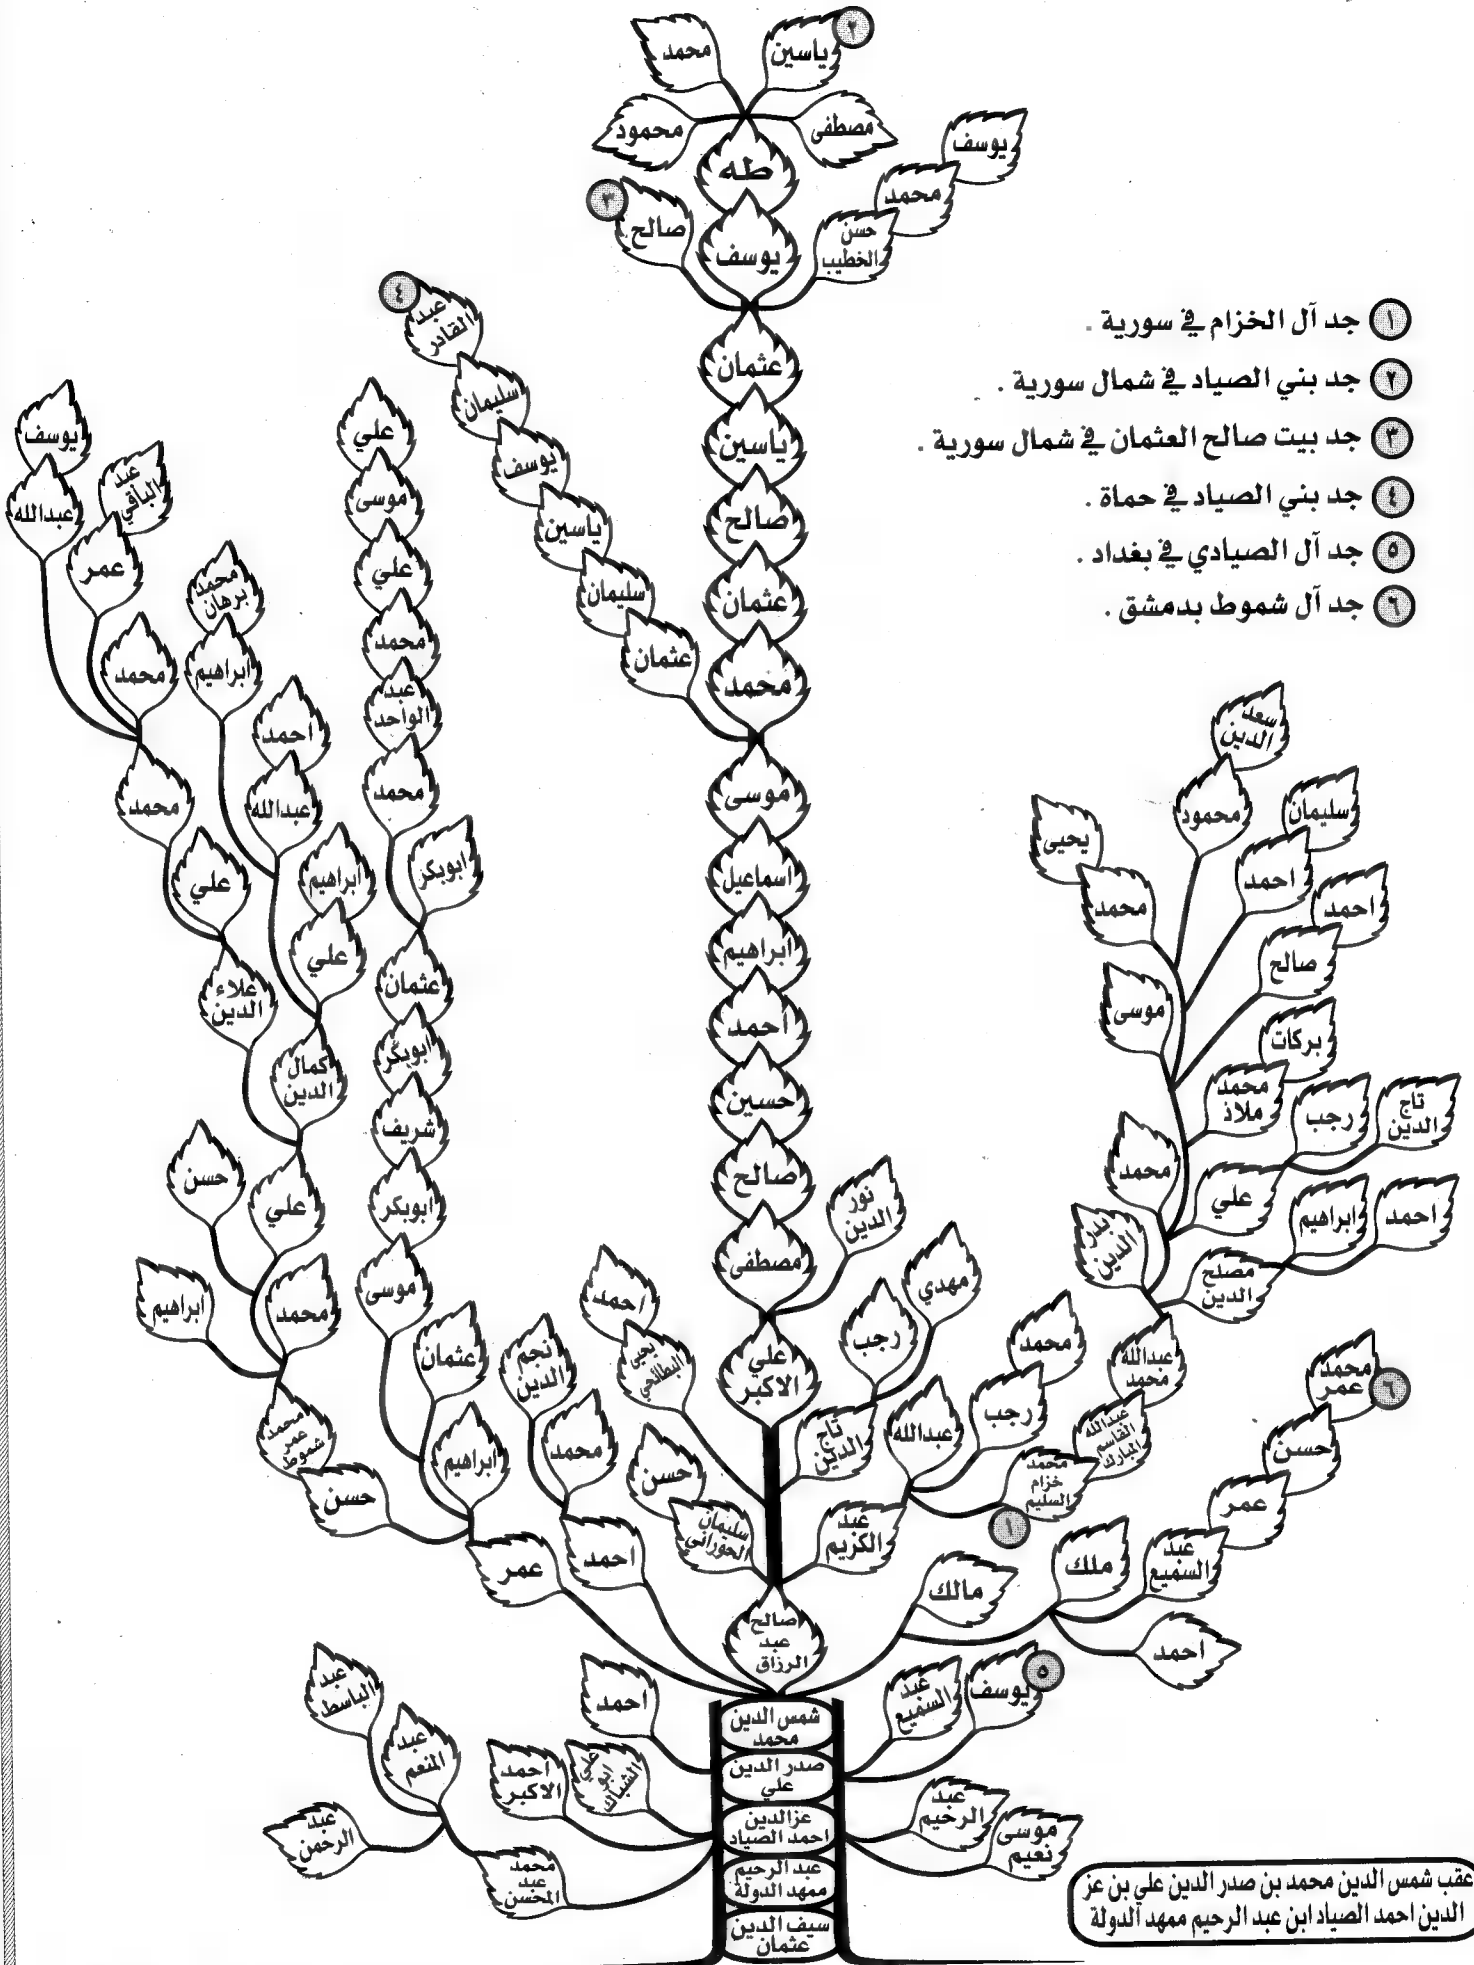 ٢
ياسين
محمد
مصطفى
محمود
يوسف
محمد
حسن
الخطيب
طه
٣
صالح
يوسف
٤
عبد
القادر
سليمان
يوسف
ياسين
سليمان
عثمان
عثمان
ياسين
صالح
عثمان
محمد
موسى
اسماعيل
ابراهيم
احمد
حسين
صالح
مصطفى
علي
الاكبر
١ جد آل الخزام في سورية .
٢ جد بني الصياد في شمال سورية .
٣ جد بيت صالح العثمان في شمال سورية .
٤ جد بني الصياد في حماة .
٥ جد آل الصيادي في بغداد .
٦ جد آل شموط بدمشق .
سعد
الدين
محمود
سليمان
احمد
يحيى
محمد
احمد
صالح
موسى
بركات
محمد
ملاذ
تاج
الدين
رجب
علي
محمد
احمد
ابراهيم
مصلح
الدين
بدر
الدين
عبدالله
محمد
عبدالله
القاسم
المبارك
محمد
خزام
السليم
١
محمد
رجب
عبدالله
عبد
الكريم
نور
الدين
مهدي
رجب
تاج
الدين
محمد
عمر
٦
حسن
عمر
عبد
السميع
ملك
مالك
احمد
يوسف
عبدالله
عبد
الباقي
عمر
محمد
محمد
علي
علاء
الدين
محمد
برهان
ابراهيم
احمد
عبدالله
ابراهيم
علي
كمال
الدين
علي
حسن
محمد
ابراهيم
محمد
عمر
شموط
حسن
علي
موسى
علي
محمد
عبد
الواحد
محمد
ابوبكر
عثمان
ابوبكر
شريف
ابوبكر
موسى
عثمان
ابراهيم
عمر
نجم
الدين
محمد
احمد
احمد
يحيى
البطائحي
حسن
سليمان
الحوراني
صالح
عبد
الرزاق
شمس الدين
محمد
صدر الدين
علي
عزالدين
احمد الصياد
عبد الرحيم
ممهد الدولة
سيف الدين
عثمان
٥
يوسف
عبد
السميع
عبد
الرحيم
موسى
نعيم
احمد
علي
ابو
الشباك
احمد
الاكبر
عبد
الباسط
عبد
المنعم
عبد
الرحمن
محمد
عبد
المحسن
عقب شمس الدين محمد بن صدر الدين علي بن عز
الدين احمد الصياد ابن عبد الرحيم ممهد الدولة